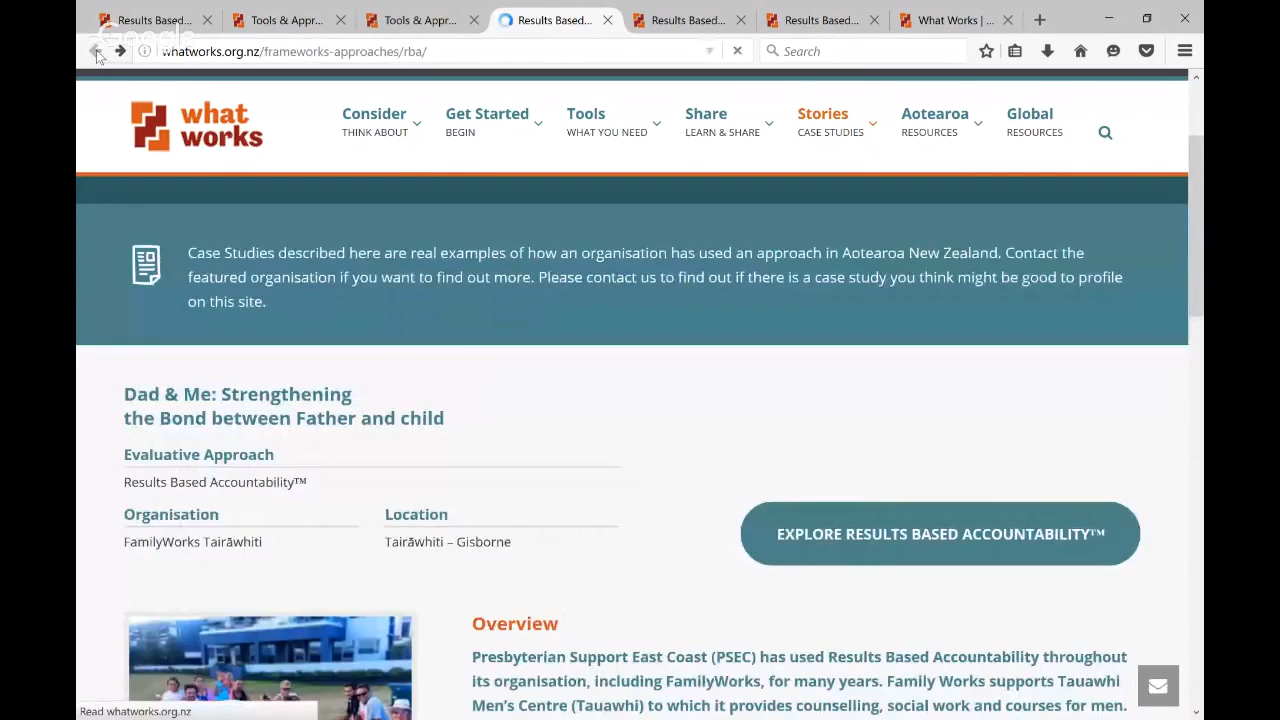 Results Based...
Tools & Appr...
Tools & Appr...
Results Based...
Results Based...
Results Based...
What Works | ...
Google
whatworks.org.nz/frameworks-approaches/rba/
Search
what works
Consider
THINK ABOUT
Get Started
BEGIN
Tools
WHAT YOU NEED
Share
LEARN & SHARE
Stories
CASE STUDIES
Aotearoa
RESOURCES
Global
RESOURCES
Case Studies described here are real examples of how an organisation has used an approach in Aotearoa New Zealand. Contact the
featured organisation if you want to find out more. Please contact us to find out if there is a case study you think might be good to profile
on this site.
Dad & Me: Strengthening
the Bond between Father and child
Evaluative Approach
Results Based Accountability™
Organisation
Location
FamilyWorks Tairāwhiti
Tairāwhiti – Gisborne
EXPLORE RESULTS BASED ACCOUNTABILITY™
Overview
Presbyterian Support East Coast (PSEC) has used Results Based Accountability throughout
its organisation, including FamilyWorks, for many years. Family Works supports Tauawhi
Men's Centre (Tauawhi) to which it provides counselling, social work and courses for men.
Read whatworks.org.nz